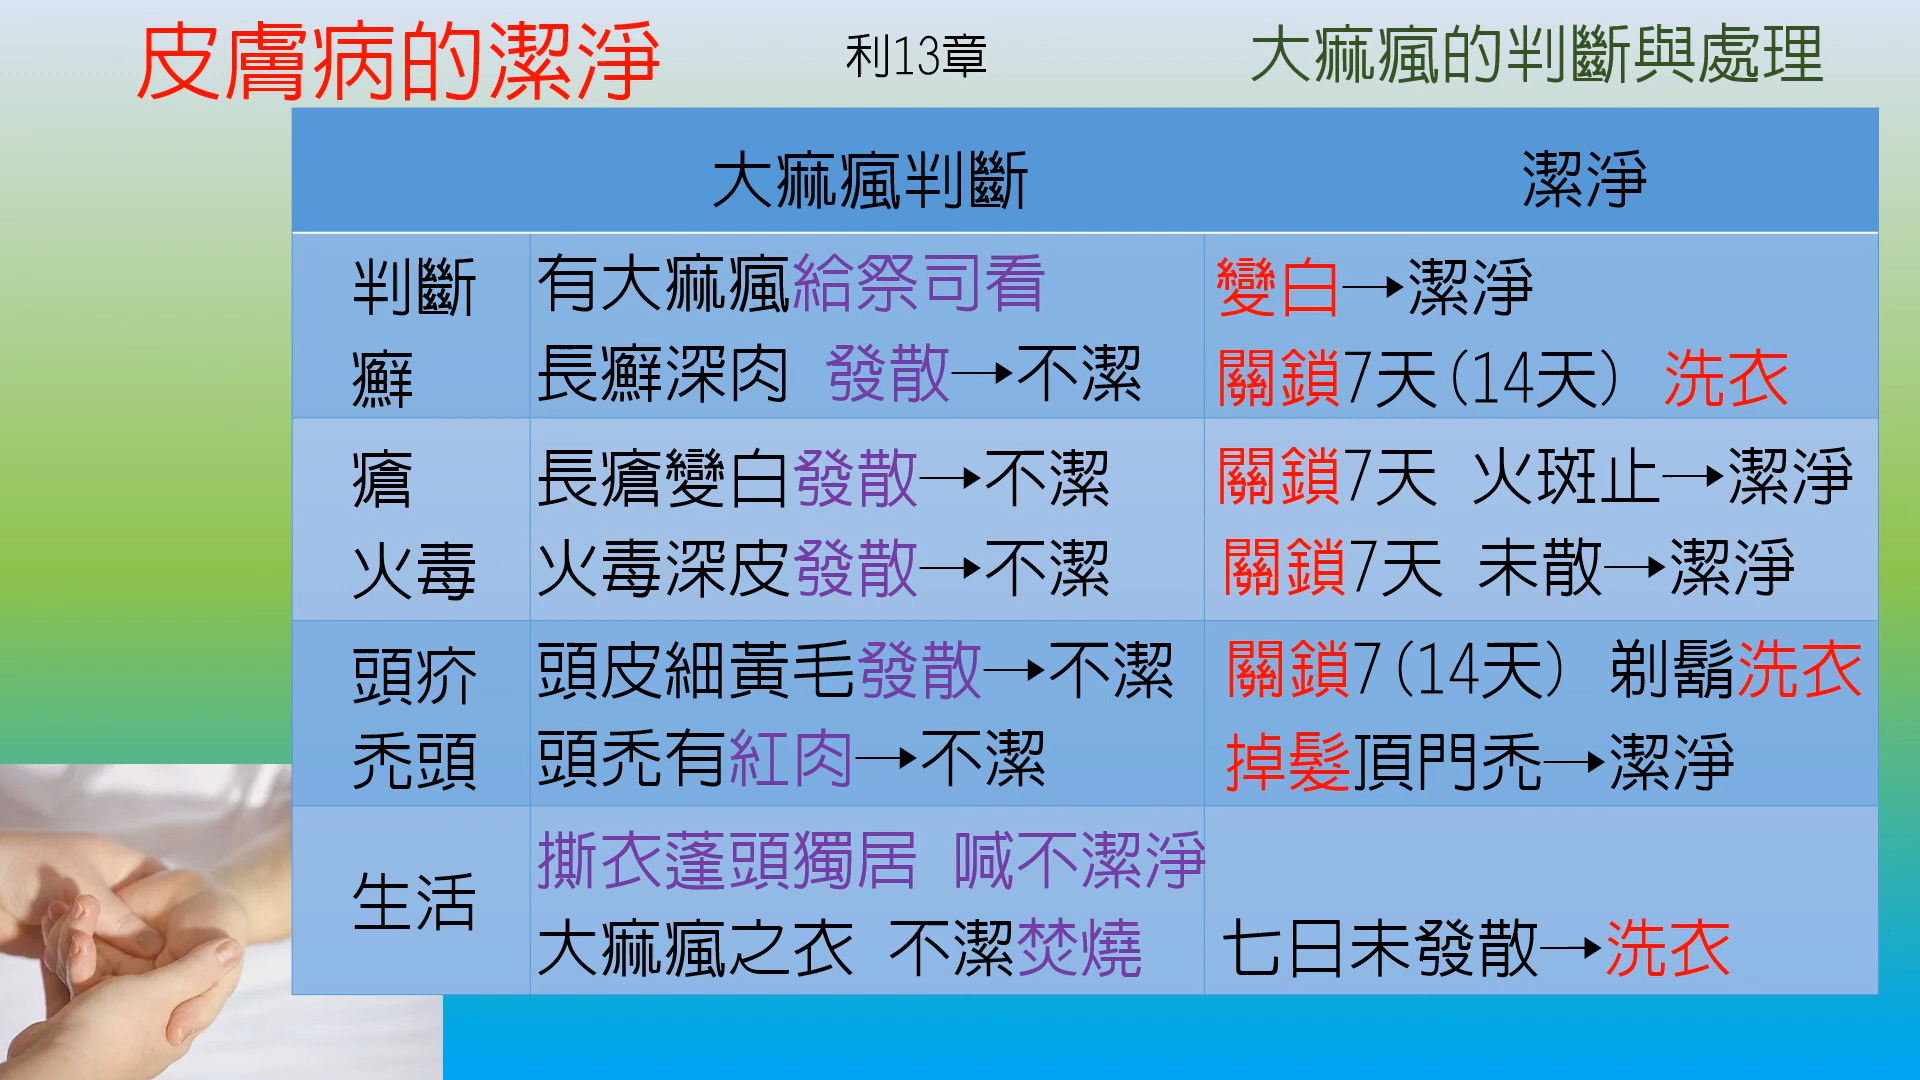 皮膚病的潔淨 利13章 大痲瘋的判斷與處理
大痲瘋判斷 潔淨
判斷 有大痲瘋給祭司看 變白→潔淨
癬 長癬深肉 發散→不潔 關鎖7天(14天) 洗衣
瘡 長瘡變白發散→不潔 關鎖7天 火斑止→潔淨
火毒 火毒深皮發散→不潔 關鎖7天 未散→潔淨
頭疥 頭皮細黃毛發散→不潔 關鎖7(14天) 剃鬍洗衣
禿頭 頭禿有紅肉→不潔 掉髮頂門禿→潔淨
生活 撕衣蓬頭獨居 喊不潔淨
大痲瘋之衣 不潔焚燒 七日未發散→洗衣